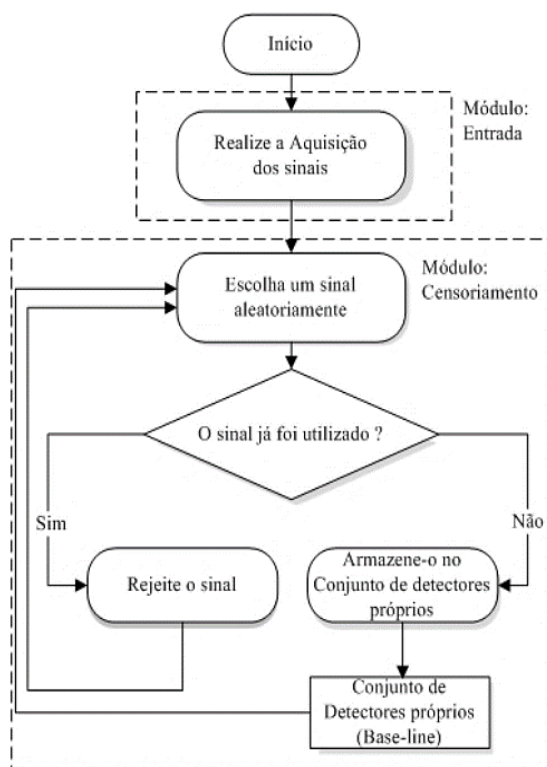 Início
Módulo:
Entrada
Realize a Aquisição
dos sinais
Módulo:
Censoriamento
Escolha um sinal
aleatoriamente
O sinal já foi utilizado ?
Sim
Não
Rejeite o sinal
Armazene-o no
Conjunto de detectores
próprios
Conjunto de
Detectores próprios
(Base-line)